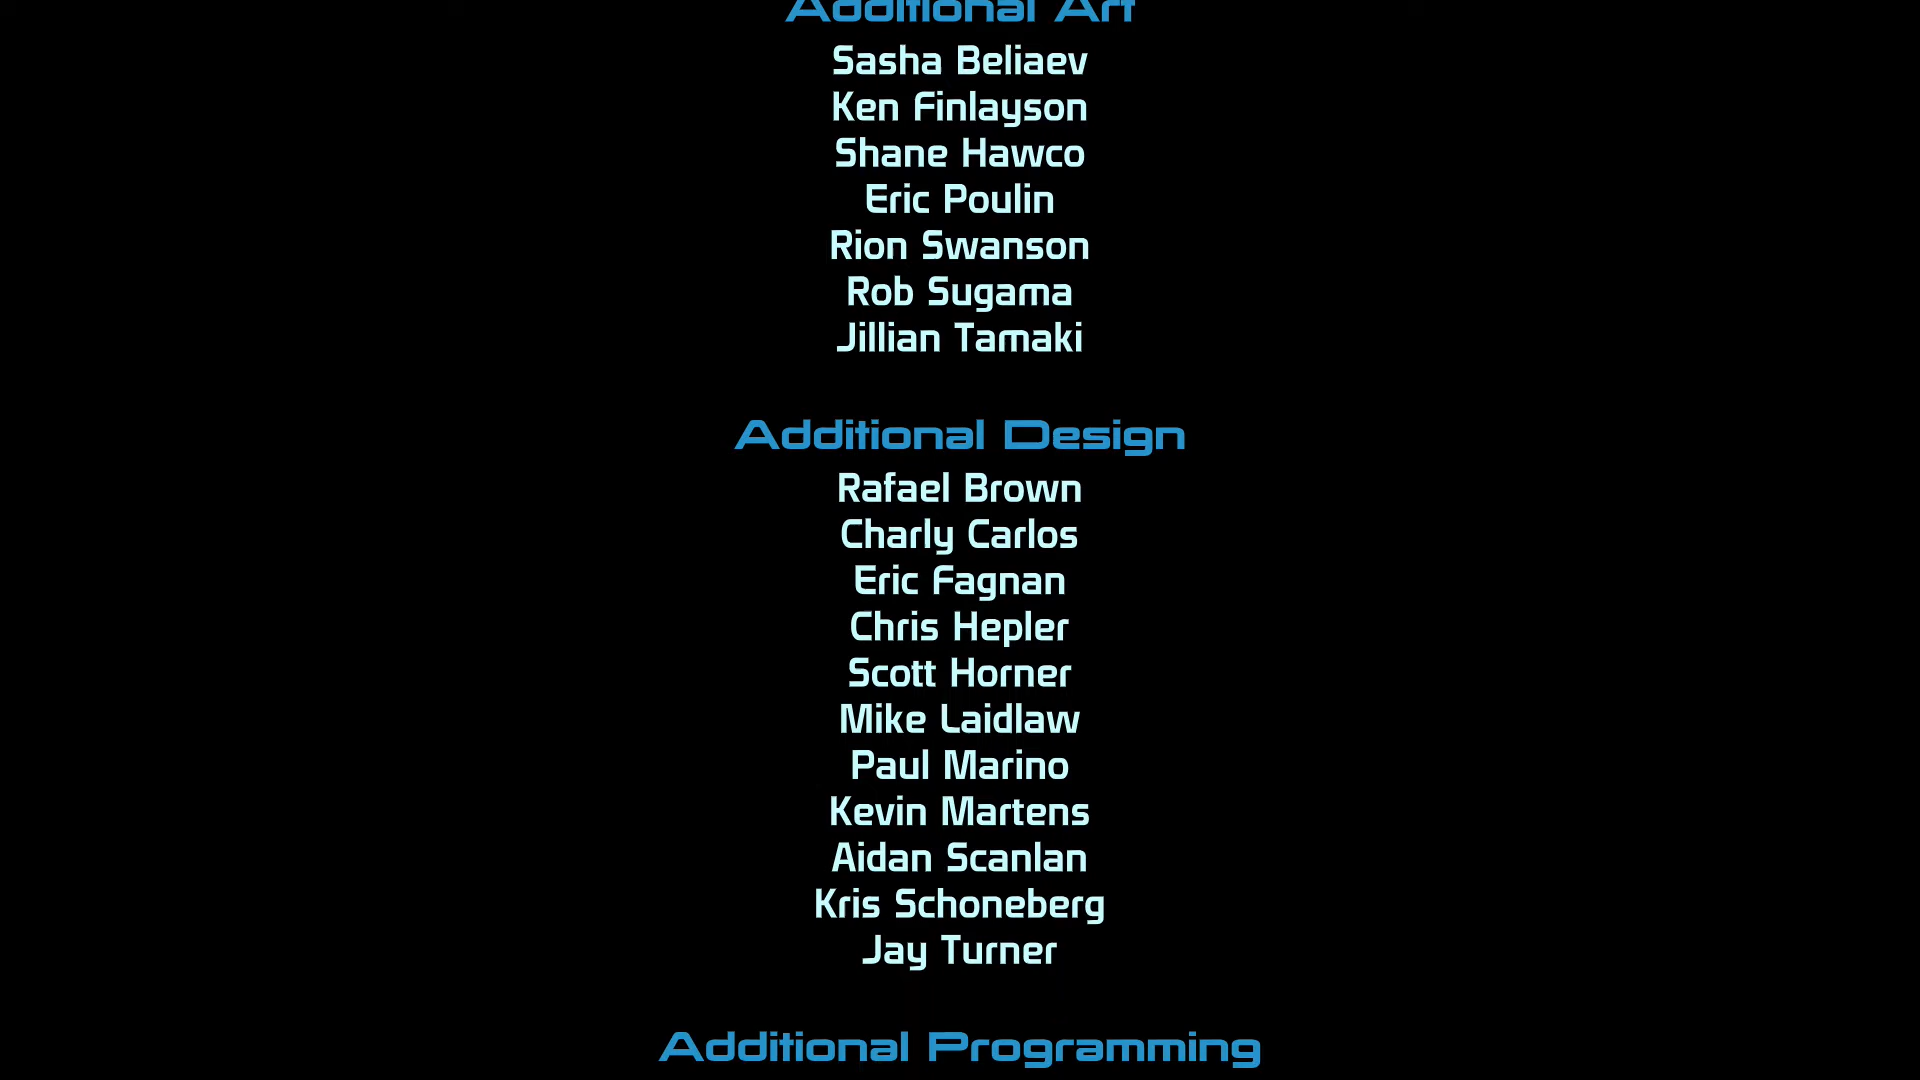 Additional Art
Sasha Beliaev
Ken Finlayson
Shane Hawco
Eric Poulin
Rion Swanson
Rob Sugama
Jillian Tamaki
Additional Design
Rafael Brown
Charly Carlos
Eric Fagnan
Chris Hepler
Scott Horner
Mike Laidlaw
Paul Marino
Kevin Martens
Aidan Scanlan
Kris Schoneberg
Jay Turner
Additional Programming